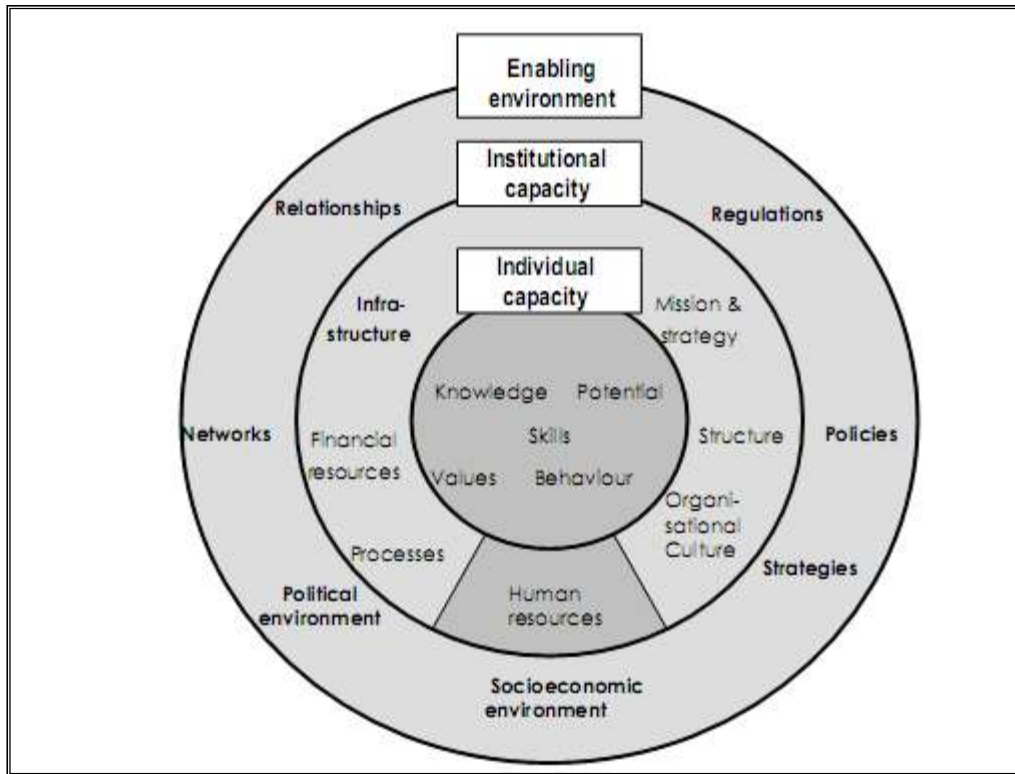 Enabling
environment
Institutional
capacity
Relationships
Regulations
Individual
capacity
Infra-
structure
Mission &
strategy
Knowledge
Potential
Networks
Financial
resources
Skills
Structure
Policies
Values
Behaviour
Organi-
sational
Culture
Processes
Strategies
Political
environment
Human
resources
Socioeconomic
environment